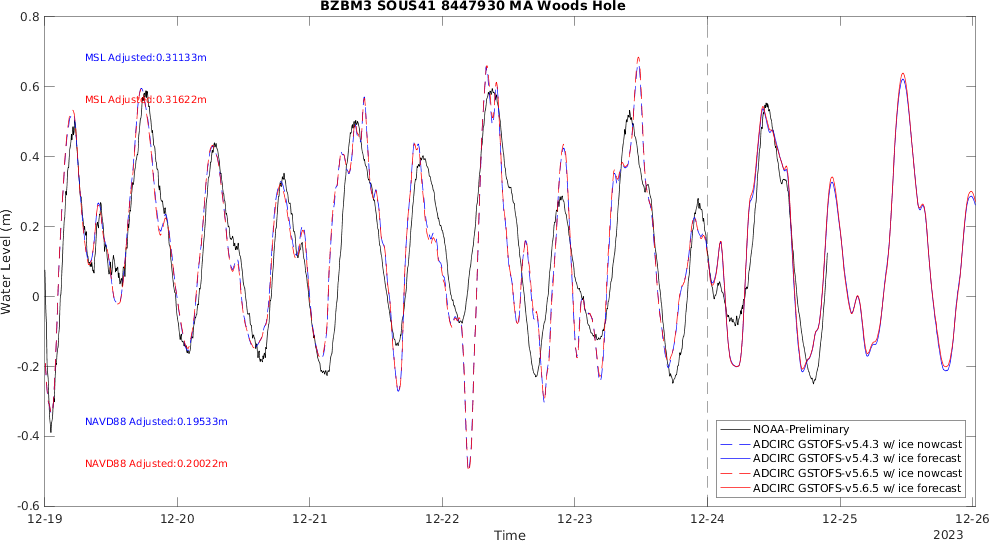 BZBM3 SOUS41 8447930 MA Woods Hole
0.8
0.6
0.4
0.2
0
-0.2
-0.4
-0.6
Water Level (m)
MSL Adjusted:0.31133m
MSL Adjusted:0.31622m
NAVD88 Adjusted:0.19533m
NAVD88 Adjusted:0.20022m
NOAA-Preliminary
ADCIRC GSTOFS-v5.4.3 w/ ice nowcast
ADCIRC GSTOFS-v5.4.3 w/ ice forecast
ADCIRC GSTOFS-v5.6.5 w/ ice nowcast
ADCIRC GSTOFS-v5.6.5 w/ ice forecast
12-19 12-20 12-21 12-22 12-23 12-24 12-25 12-26
Time
2023